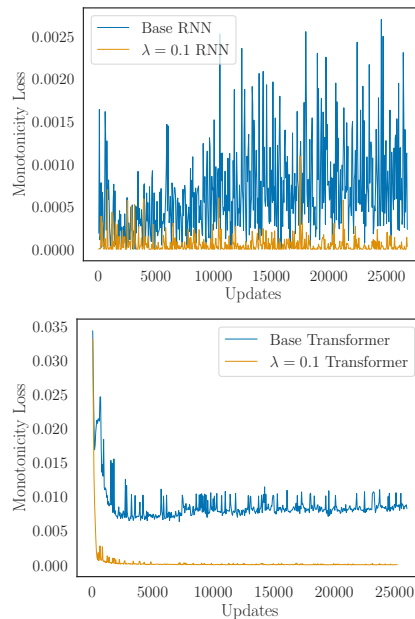 Base RNN
λ = 0.1 RNN
Monotonicity Loss
0.0025
0.0020
0.0015
0.0010
0.0005
0.0000
0 5000 10000 15000 20000 25000
Updates
Base Transformer
λ = 0.1 Transformer
Monotonicity Loss
0.035
0.030
0.025
0.020
0.015
0.010
0.005
0.000
0 5000 10000 15000 20000 25000
Updates